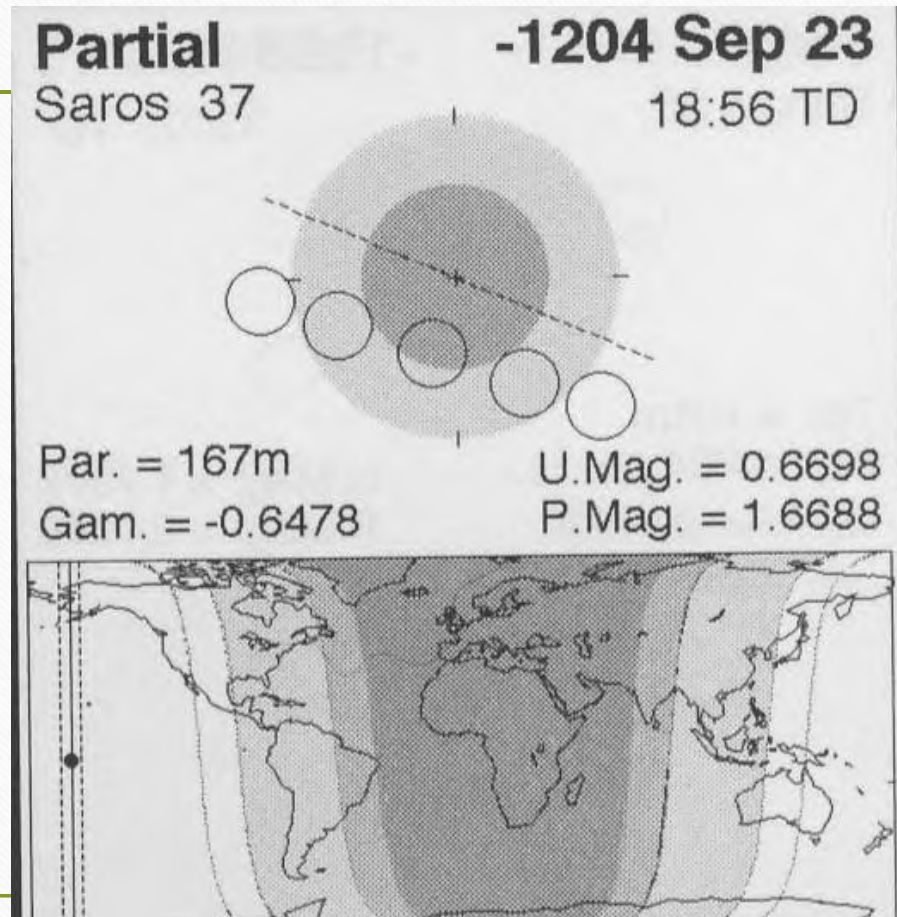 Partial -1204 Sep 23
Saros 37 18:56 TD
Par. = 167m U.Mag. = 0.6698
Gam. = -0.6478 P.Mag. = 1.6688